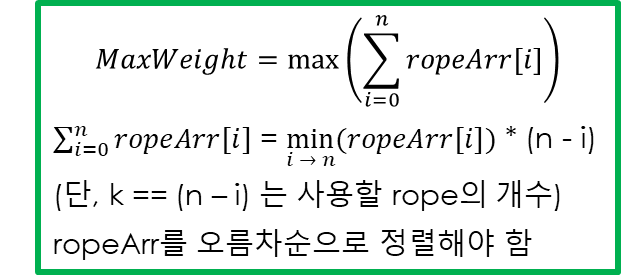 MaxWeight = max(∑_{i=0}^{n} ropeArr[i])
∑_{i=0}^{n} ropeArr[i] = min_{i→n}(ropeArr[i]) * (n - i)
(단, k == (n – i) 는 사용할 rope의 개수)
ropeArr를 오름차순으로 정렬해야 함